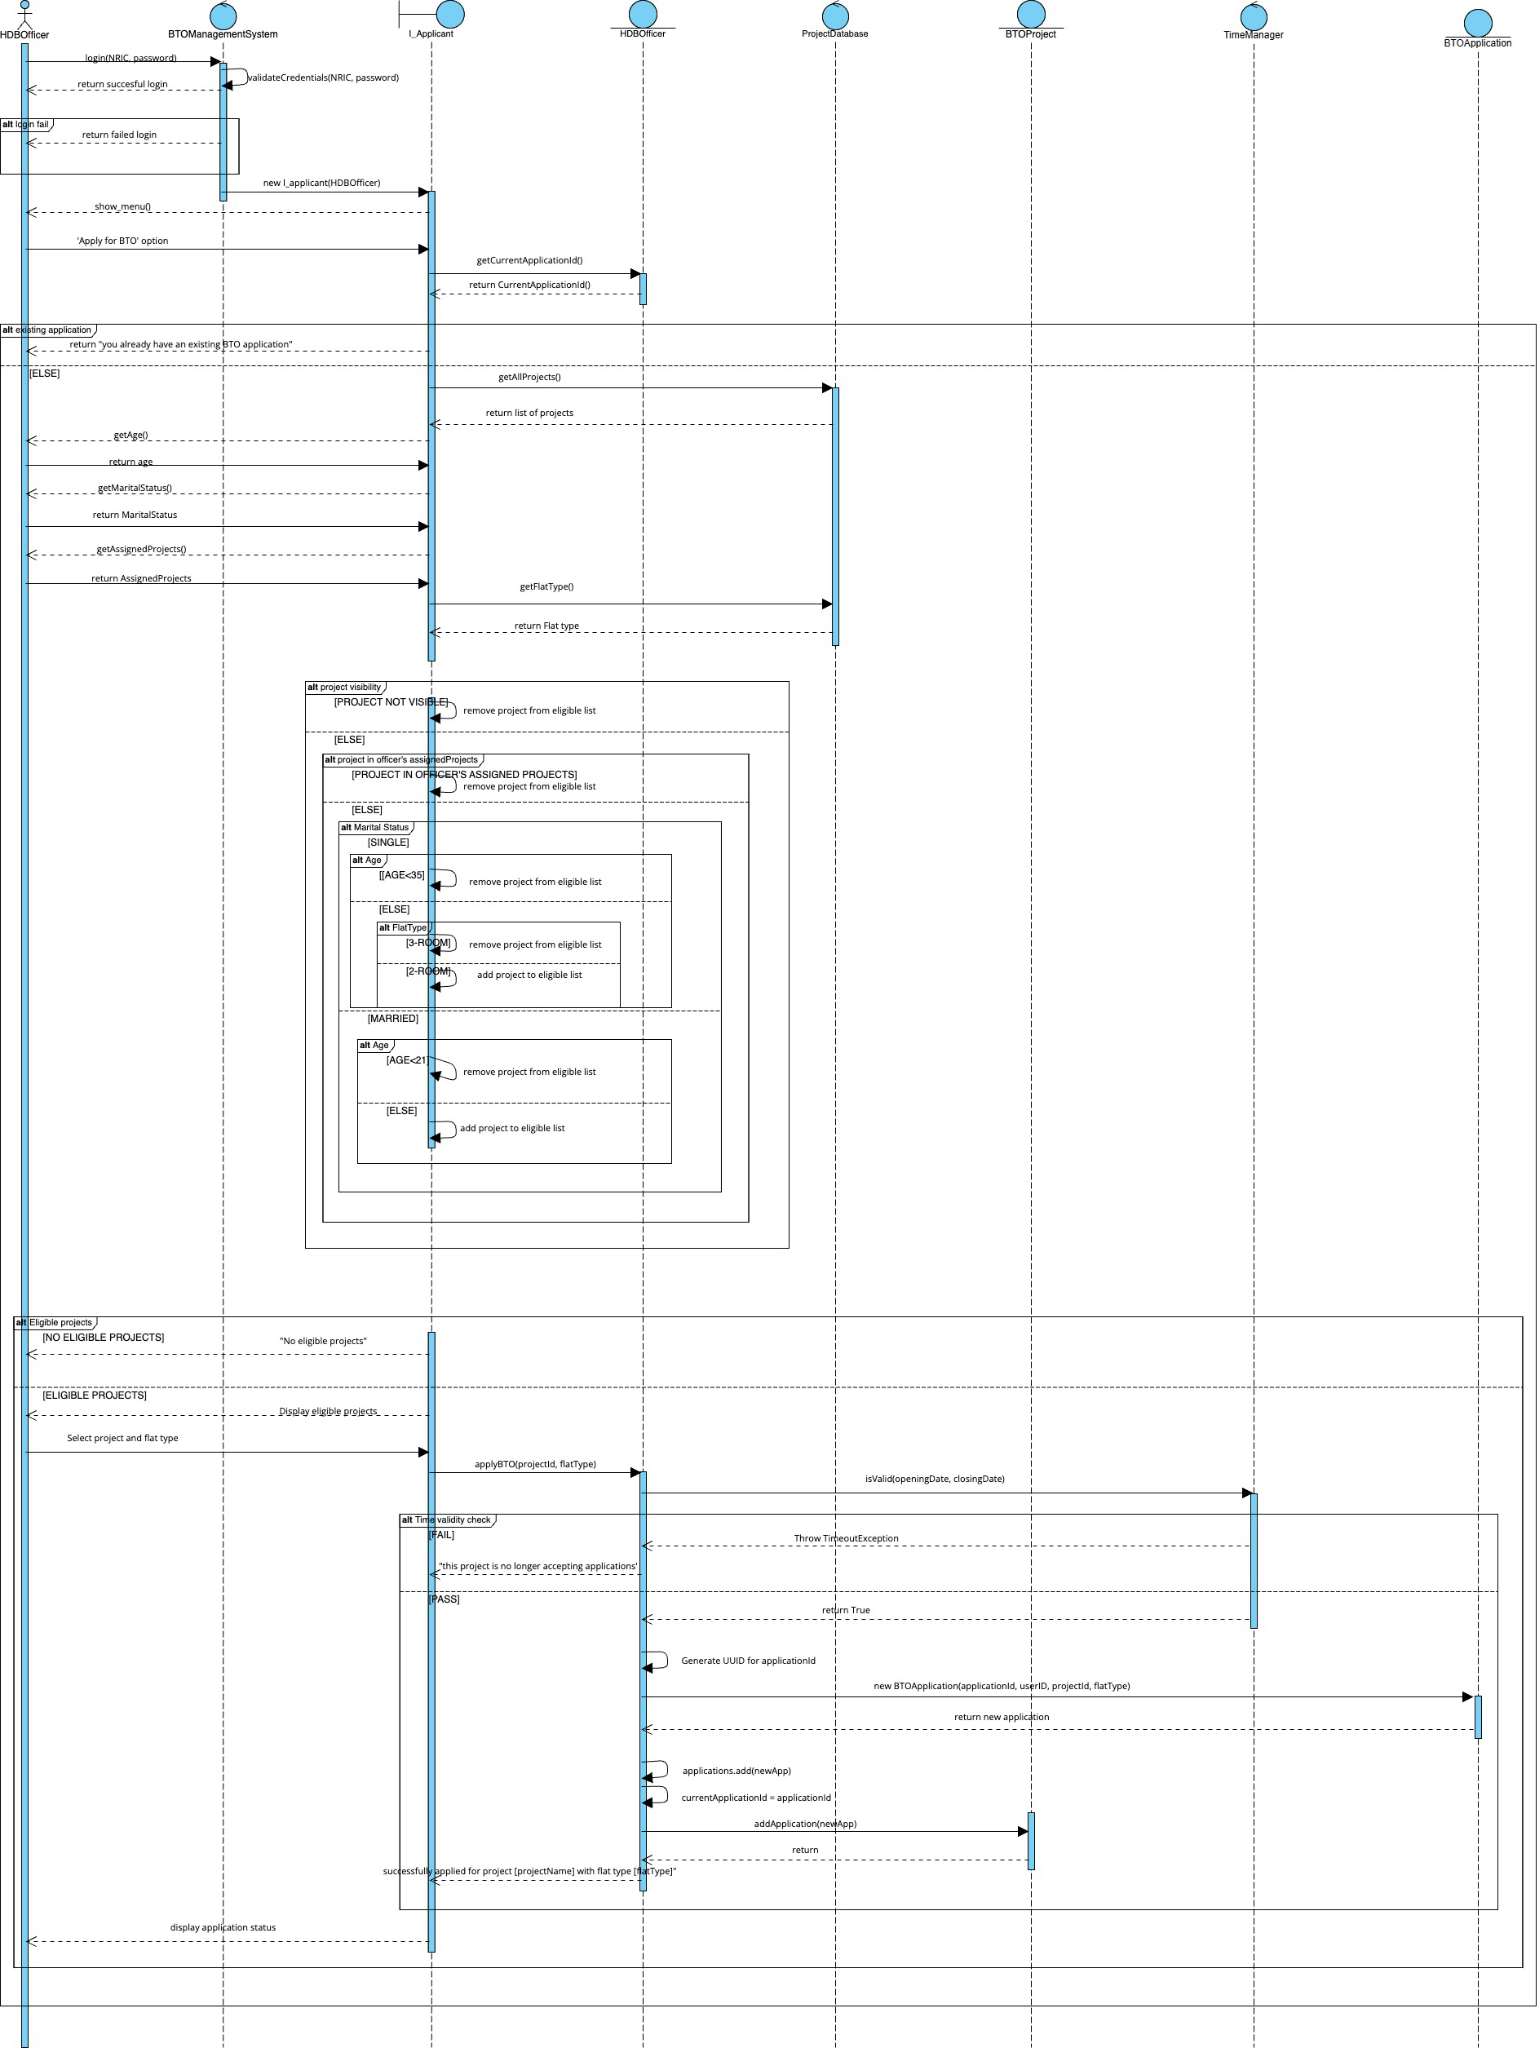 HDBOfficer
BTOManagementSystem
I_Applicant
HDBOfficer
ProjectDatabase
BTOProject
TimeManager
BTOApplication
login(NRIC, password)
validateCredentials(NRIC, password)
return succesful login
alt login fail
return failed login
new I_applicant(HDBOfficer)
show_menu()
'Apply for BTO' option
getCurrentApplicationId()
return CurrentApplicationId()
alt existing application
return "you already have an existing BTO application"
[ELSE]
getAllProjects()
return list of projects
getAge()
return age
getMaritalStatus()
return MaritalStatus
getAssignedProjects()
return AssignedProjects
getFlatType()
return Flat type
alt project visibility
[PROJECT NOT VISIBLE]
remove project from eligible list
[ELSE]
alt project in officer's assignedProjects
[PROJECT IN OFFICER'S ASSIGNED PROJECTS]
remove project from eligible list
[ELSE]
alt Marital Status
[SINGLE]
alt Age
[[AGE<35]
remove project from eligible list
[ELSE]
alt FlatType
[3-ROOM]
remove project from eligible list
[2-ROOM]
add project to eligible list
[MARRIED]
alt Age
[AGE<21]
remove project from eligible list
[ELSE]
add project to eligible list
alt Eligible projects
[NO ELIGIBLE PROJECTS]
"No eligible projects"
[ELIGIBLE PROJECTS]
Display eligible projects
Select project and flat type
applyBTO(projectId, flatType)
isValid(openingDate, closingDate)
alt Time validity check
[FAIL]
Throw TimeoutException
"this project is no longer accepting applications'
[PASS]
return True
Generate UUID for applicationId
new BTOApplication(applicationId, userID, projectId, flatType)
return new application
applications.add(newApp)
currentApplicationId = applicationId
addApplication(newApp)
return
successfully applied for project [projectName] with flat type [flatType]"
display application status